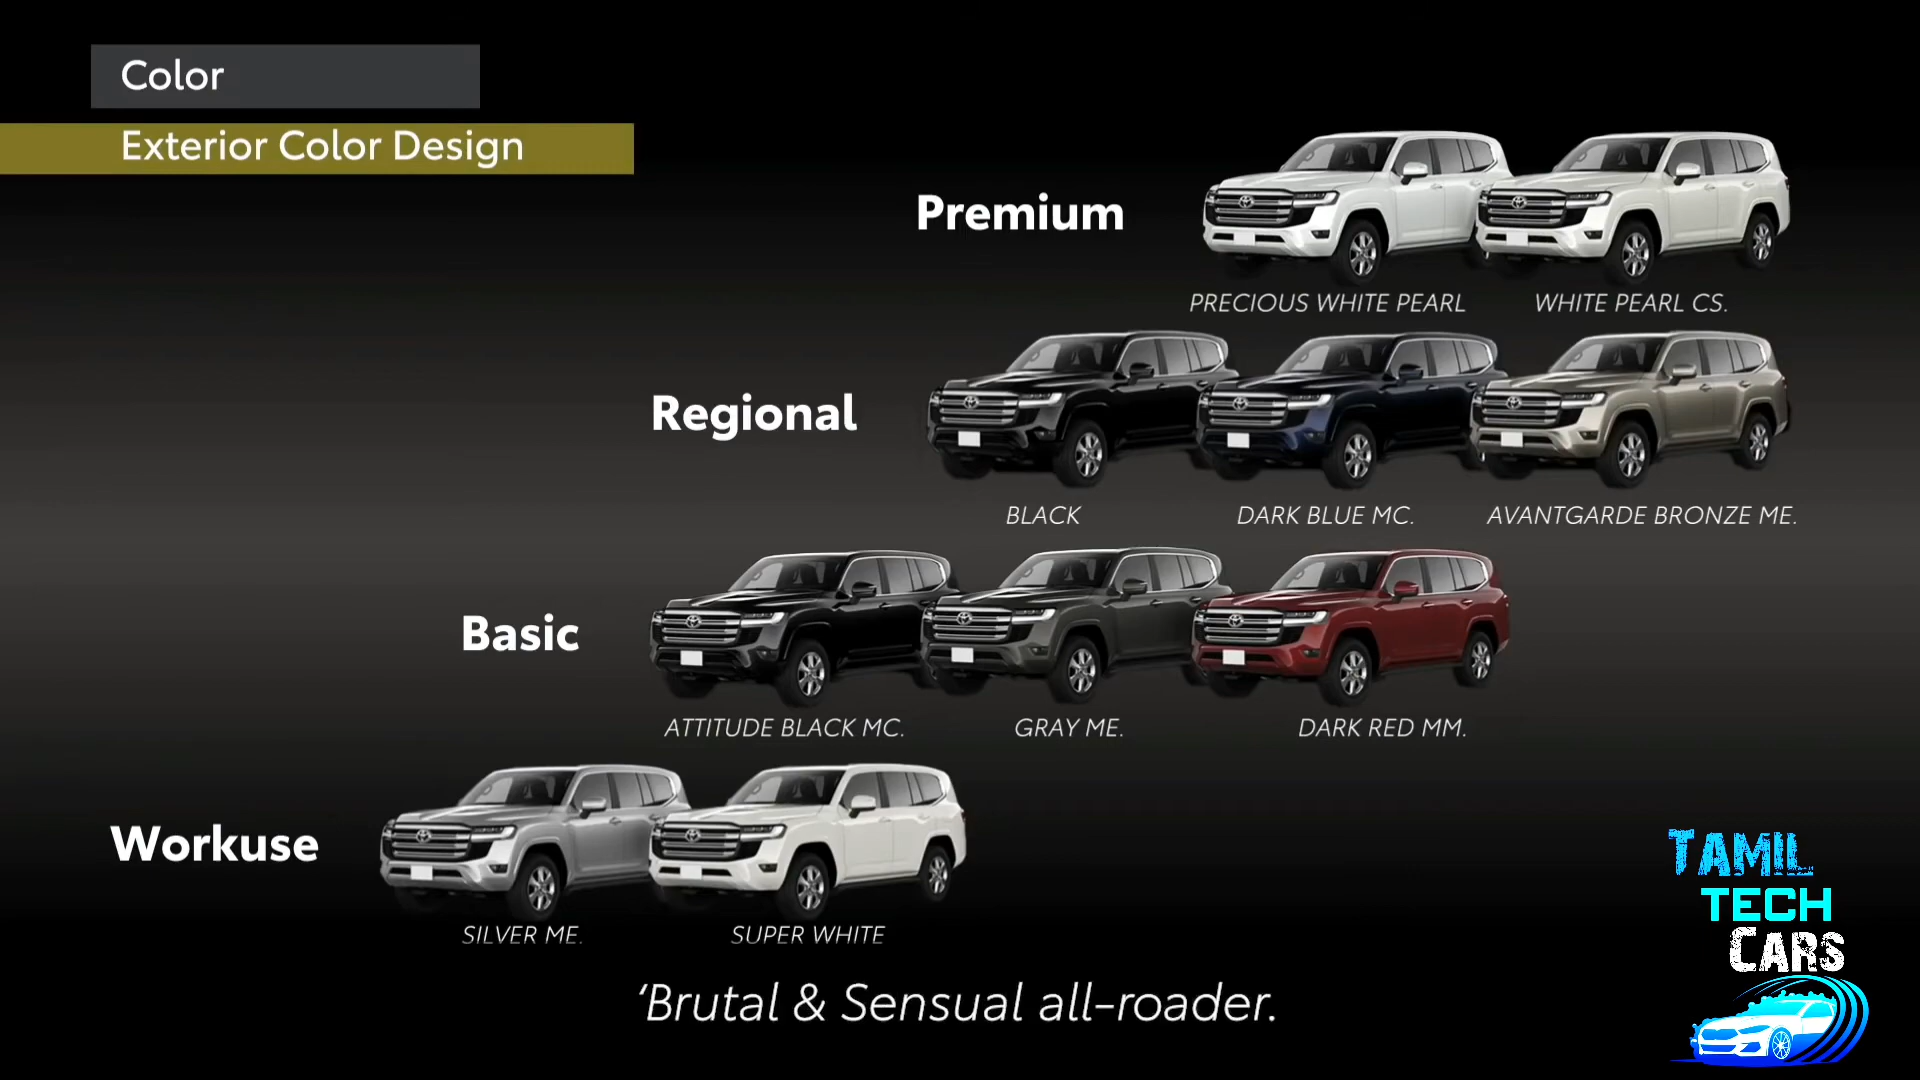 Color
Exterior Color Design
Premium
PRECIOUS WHITE PEARL
WHITE PEARL CS.
Regional
BLACK
DARK BLUE MC.
AVANTGARDE BRONZE ME.
Basic
ATTITUDE BLACK MC.
GRAY ME.
DARK RED MM.
Workuse
SILVER ME.
SUPER WHITE
‘Brutal & Sensual all-roader.
TAMIL
TECH
CARS